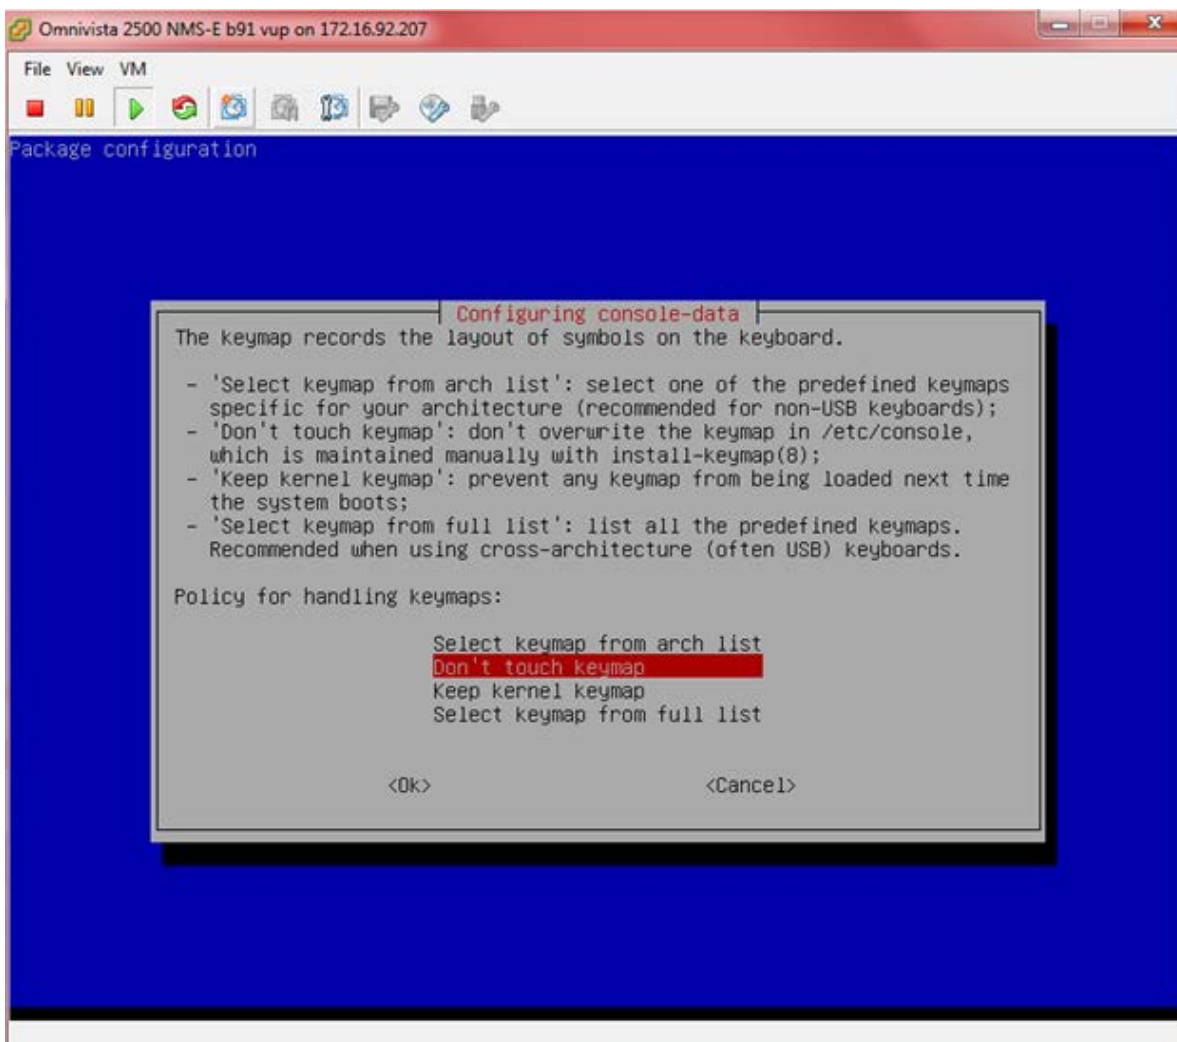 Omnivista 2500 NMS-E b91 vup on 172.16.92.207
File View VM
Package configuration
Configuring console-data
The keymap records the layout of symbols on the keyboard.
- 'Select keymap from arch list': select one of the predefined keymaps
specific for your architecture (recommended for non-USB keyboards);
- 'Don't touch keymap': don't overwrite the keymap in /etc/console,
which is maintained manually with install-keymap(8);
- 'Keep kernel keymap': prevent any keymap from being loaded next time
the system boots;
- 'Select keymap from full list': list all the predefined keymaps.
Recommended when using cross-architecture (often USB) keyboards.
Policy for handling keymaps:
Select keymap from arch list
Don't touch keymap
Keep kernel keymap
Select keymap from full list
<Ok> <Cancel>